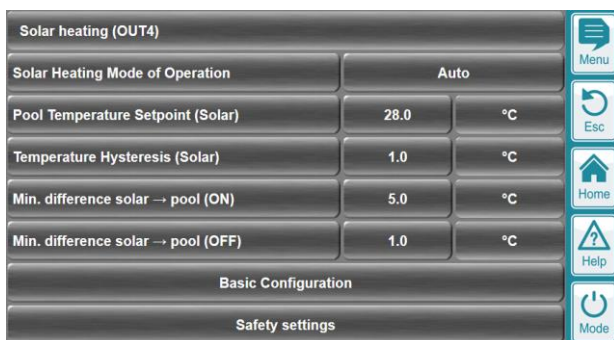 Solar heating (OUT4)
Menu
Solar Heating Mode of Operation Auto
Pool Temperature Setpoint (Solar) 28.0 °C
Esc
Temperature Hysteresis (Solar) 1.0 °C
Min. difference solar → pool (ON) 5.0 °C
Home
Min. difference solar → pool (OFF) 1.0 °C
?
Help
Basic Configuration
Safety settings
Mode